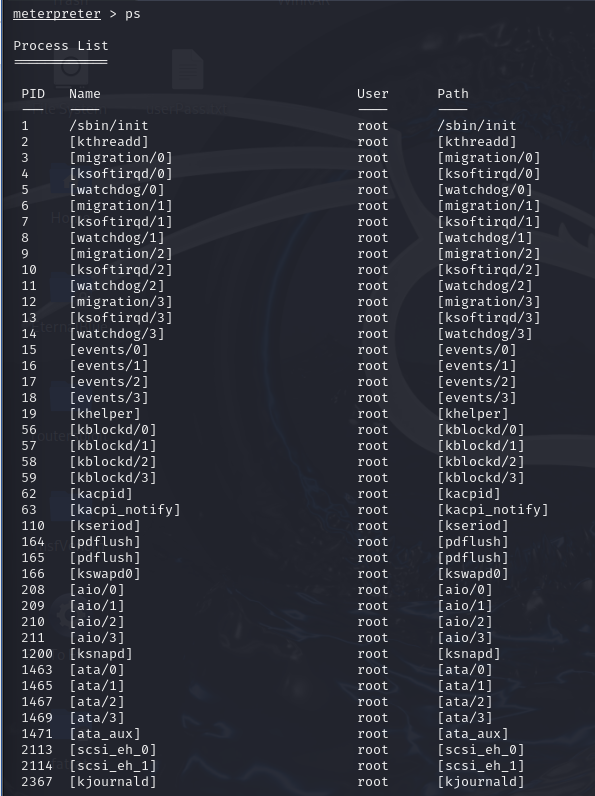 meterpreter > ps
Process List
PID Name User Path
1 /sbin/init root /sbin/init
2 [kthreadd] root [kthreadd]
3 [migration/0] root [migration/0]
4 [ksoftirqd/0] root [ksoftirqd/0]
5 [watchdog/0] root [watchdog/0]
6 [migration/1] root [migration/1]
7 [ksoftirqd/1] root [ksoftirqd/1]
8 [watchdog/1] root [watchdog/1]
9 [migration/2] root [migration/2]
10 [ksoftirqd/2] root [ksoftirqd/2]
11 [watchdog/2] root [watchdog/2]
12 [migration/3] root [migration/3]
13 [ksoftirqd/3] root [ksoftirqd/3]
14 [watchdog/3] root [watchdog/3]
15 [events/0] root [events/0]
16 [events/1] root [events/1]
17 [events/2] root [events/2]
18 [events/3] root [events/3]
19 [khelper] root [khelper]
56 [kblockd/0] root [kblockd/0]
57 [kblockd/1] root [kblockd/1]
58 [kblockd/2] root [kblockd/2]
59 [kblockd/3] root [kblockd/3]
62 [kacpid] root [kacpid]
63 [kacpi_notify] root [kacpi_notify]
110 [kseriod] root [kseriod]
164 [pdflush] root [pdflush]
165 [pdflush] root [pdflush]
166 [kswapd0] root [kswapd0]
208 [aio/0] root [aio/0]
209 [aio/1] root [aio/1]
210 [aio/2] root [aio/2]
211 [aio/3] root [aio/3]
1200 [ksnapd] root [ksnapd]
1463 [ata/0] root [ata/0]
1465 [ata/1] root [ata/1]
1467 [ata/2] root [ata/2]
1469 [ata/3] root [ata/3]
1471 [ata_aux] root [ata_aux]
2113 [scsi_eh_0] root [scsi_eh_0]
2114 [scsi_eh_1] root [scsi_eh_1]
2367 [kjournald] root [kjournald]